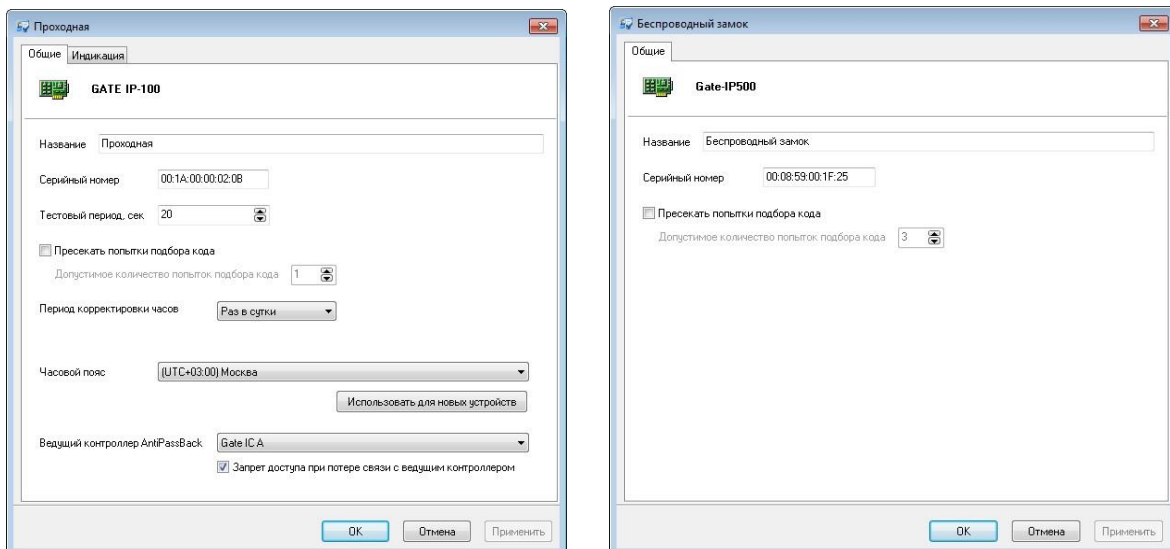 Проходная
Общие
Индикация
GATE IP-100
Название
Проходная
Серийный номер
00:1A:00:00:02:0B
Тестовый период, сек
20
Пресекать попытки подбора кода
Допустимое количество попыток подбора кода
1
Период корректировки часов
Раз в сутки
Часовой пояс
(UTC+03:00) Москва
Использовать для новых устройств
Ведущий контроллер AntiPassBack
Gate IC A
Запрет доступа при потере связи с ведущим контроллером
OK
Отмена
Применить
Беспроводный замок
Общие
Gate-IP500
Название
Беспроводный замок
Серийный номер
00:08:59:00:1F:25
Пресекать попытки подбора кода
Допустимое количество попыток подбора кода
3
OK
Отмена
Применить